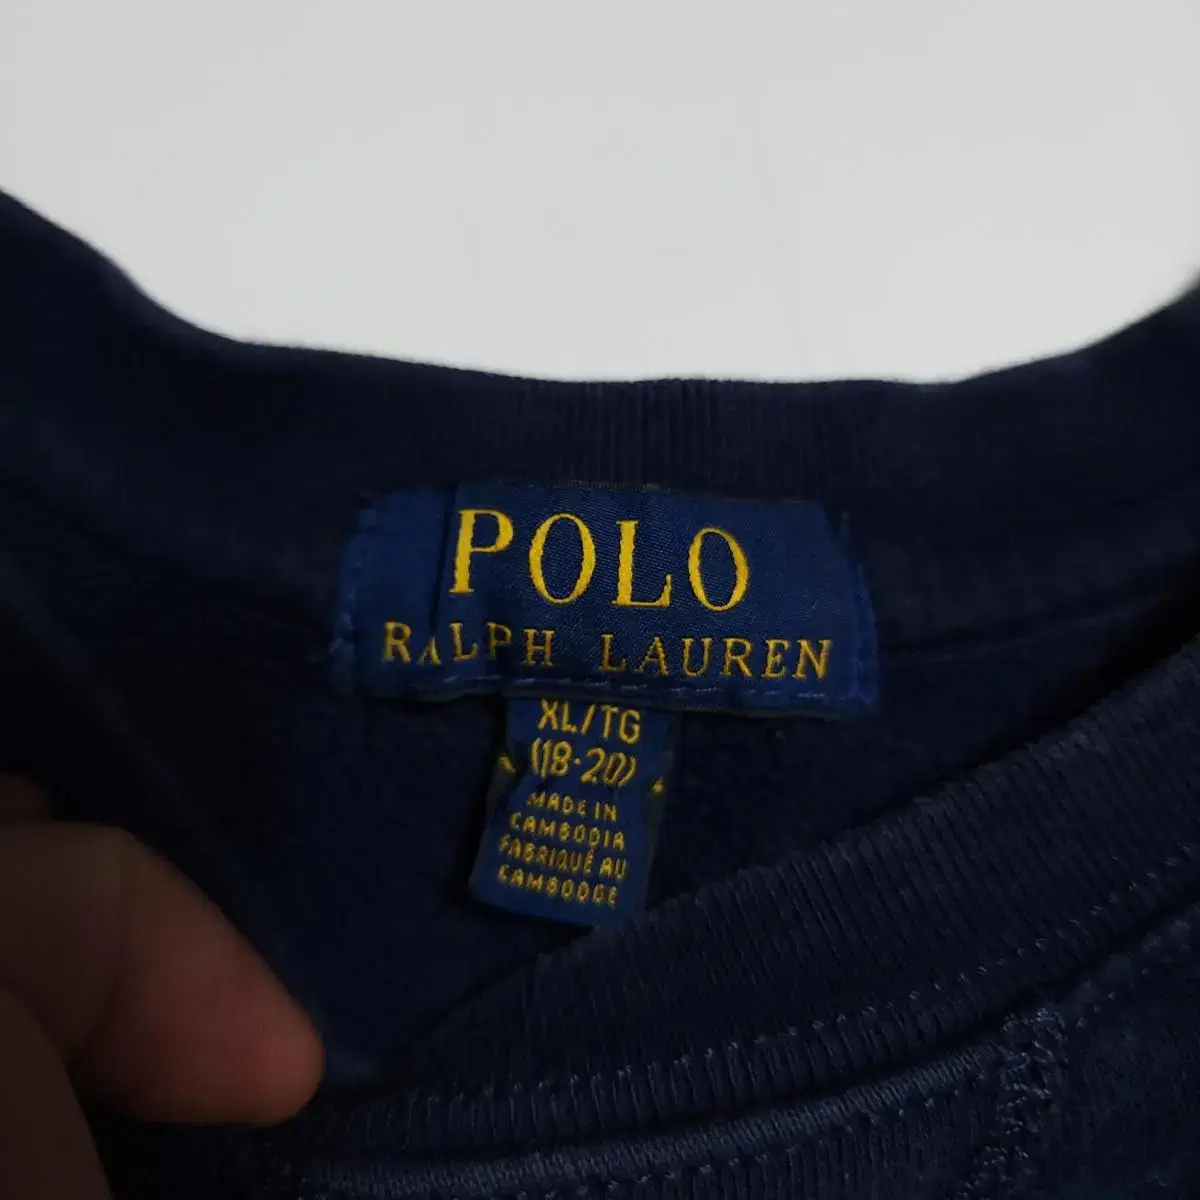 POLO
RALPH LAUREN
XL/TG
(18-20)
MADE IN
CAMBODIA
FABRIQUÉ AU
CAMBODGE